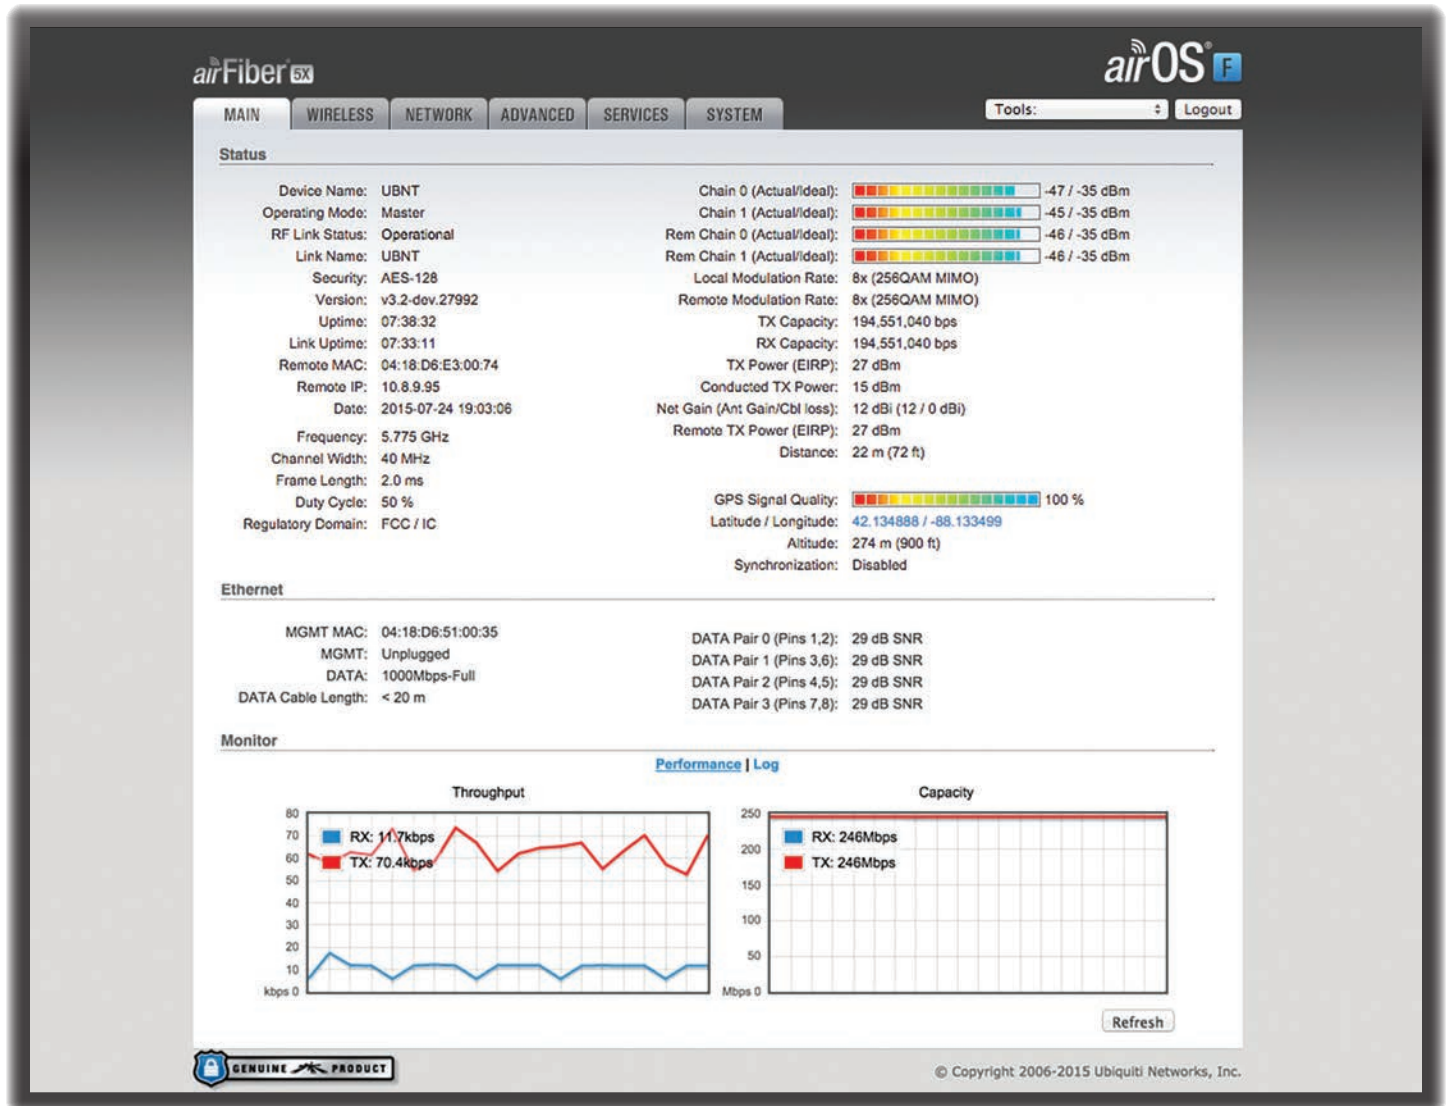 airFiber 5X
airOS® F
MAIN WIRELESS NETWORK ADVANCED SERVICES SYSTEM
Tools: Logout
Status
Device Name: UBNT
Operating Mode: Master
RF Link Status: Operational
Link Name: UBNT
Security: AES-128
Version: v3.2-dev.27992
Uptime: 07:38:32
Link Uptime: 07:33:11
Remote MAC: 04:18:D6:E3:00:74
Remote IP: 10.8.9.95
Date: 2015-07-24 19:03:06
Frequency: 5.775 GHz
Channel Width: 40 MHz
Frame Length: 2.0 ms
Duty Cycle: 50 %
Regulatory Domain: FCC / IC
Chain 0 (Actual/Ideal): -47 / -35 dBm
Chain 1 (Actual/Ideal): -45 / -35 dBm
Rem Chain 0 (Actual/Ideal): -46 / -35 dBm
Rem Chain 1 (Actual/Ideal): -46 / -35 dBm
Local Modulation Rate: 8x (256QAM MIMO)
Remote Modulation Rate: 8x (256QAM MIMO)
TX Capacity: 194,551,040 bps
RX Capacity: 194,551,040 bps
TX Power (EIRP): 27 dBm
Conducted TX Power: 15 dBm
Net Gain (Ant Gain/Cbl loss): 12 dBi (12 / 0 dBi)
Remote TX Power (EIRP): 27 dBm
Distance: 22 m (72 ft)
GPS Signal Quality: 100 %
Latitude / Longitude: 42.134888 / -88.133499
Altitude: 274 m (900 ft)
Synchronization: Disabled
Ethernet
MGMT MAC: 04:18:D6:51:00:35
MGMT: Unplugged
DATA: 1000Mbps-Full
DATA Cable Length: < 20 m
DATA Pair 0 (Pins 1,2): 29 dB SNR
DATA Pair 1 (Pins 3,6): 29 dB SNR
DATA Pair 2 (Pins 4,5): 29 dB SNR
DATA Pair 3 (Pins 7,8): 29 dB SNR
Monitor
Performance | Log
Throughput
80
70
60
50
40
30
20
10
kbps 0
RX: 11.7kbps
TX: 70.4kbps
Capacity
250
200
150
100
50
Mbps 0
RX: 246Mbps
TX: 246Mbps
Refresh
GENUINE PRODUCT
© Copyright 2006-2015 Ubiquiti Networks, Inc.